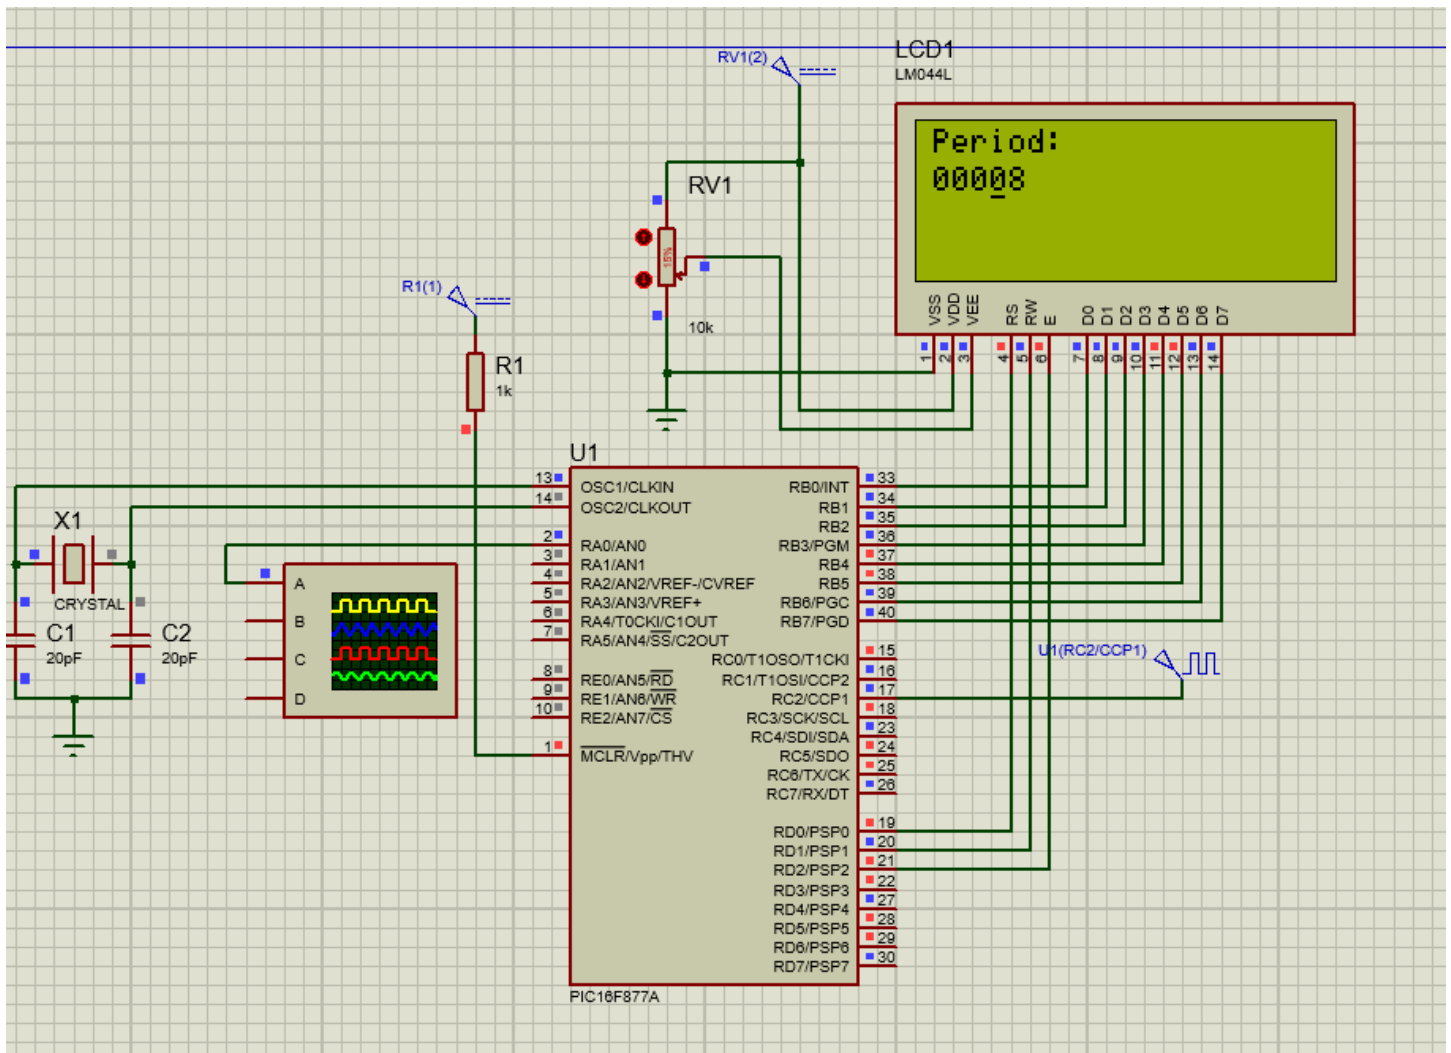 RV1(2)
LCD1
LM044L
Period:
00008
RV1
15%
10k
R1(1)
R1
1k
VSS VDD VEE RS RW E D0 D1 D2 D3 D4 D5 D6 D7
1 2 3 4 5 6 7 8 9 10 11 12 13 14
U1
13 OSC1/CLKIN
14 OSC2/CLKOUT
2 RA0/AN0
3 RA1/AN1
4 RA2/AN2/VREF-/CVREF
5 RA3/AN3/VREF+
6 RA4/T0CKI/C1OUT
7 RA5/AN4/SS/C2OUT
8 RE0/AN5/RD
9 RE1/AN6/WR
10 RE2/AN7/CS
1 MCLR/Vpp/THV
RB0/INT 33
RB1 34
RB2 35
RB3/PGM 36
RB4 37
RB5 38
RB6/PGC 39
RB7/PGD 40
RC0/T1OSO/T1CKI 15
RC1/T1OSI/CCP2 16
RC2/CCP1 17
RC3/SCK/SCL 18
RC4/SDI/SDA 23
RC5/SDO 24
RC6/TX/CK 25
RC7/RX/DT 26
RD0/PSP0 19
RD1/PSP1 20
RD2/PSP2 21
RD3/PSP3 22
RD4/PSP4 27
RD5/PSP5 28
RD6/PSP6 29
RD7/PSP7 30
PIC16F877A
U1(RC2/CCP1)
X1
CRYSTAL
C1
20pF
C2
20pF
A
B
C
D